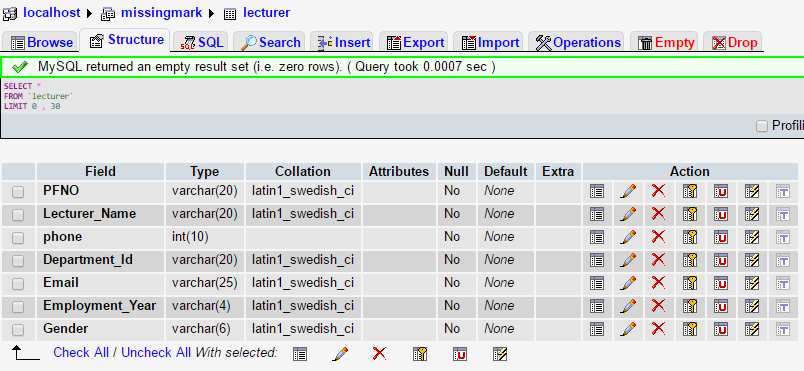 localhost missingmark lecturer
Browse Structure SQL Search Insert Export Import Operations Empty Drop
MySQL returned an empty result set (i.e. zero rows). ( Query took 0.0007 sec )
SELECT *
FROM `lecturer`
LIMIT 0 , 30
Profili
Field Type Collation Attributes Null Default Extra Action
PFNO varchar(20) latin1_swedish_ci No None
Lecturer_Name varchar(20) latin1_swedish_ci No None
phone int(10) No None
Department_Id varchar(20) latin1_swedish_ci No None
Email varchar(25) latin1_swedish_ci No None
Employment_Year varchar(4) latin1_swedish_ci No None
Gender varchar(6) latin1_swedish_ci No None
Check All / Uncheck All With selected: